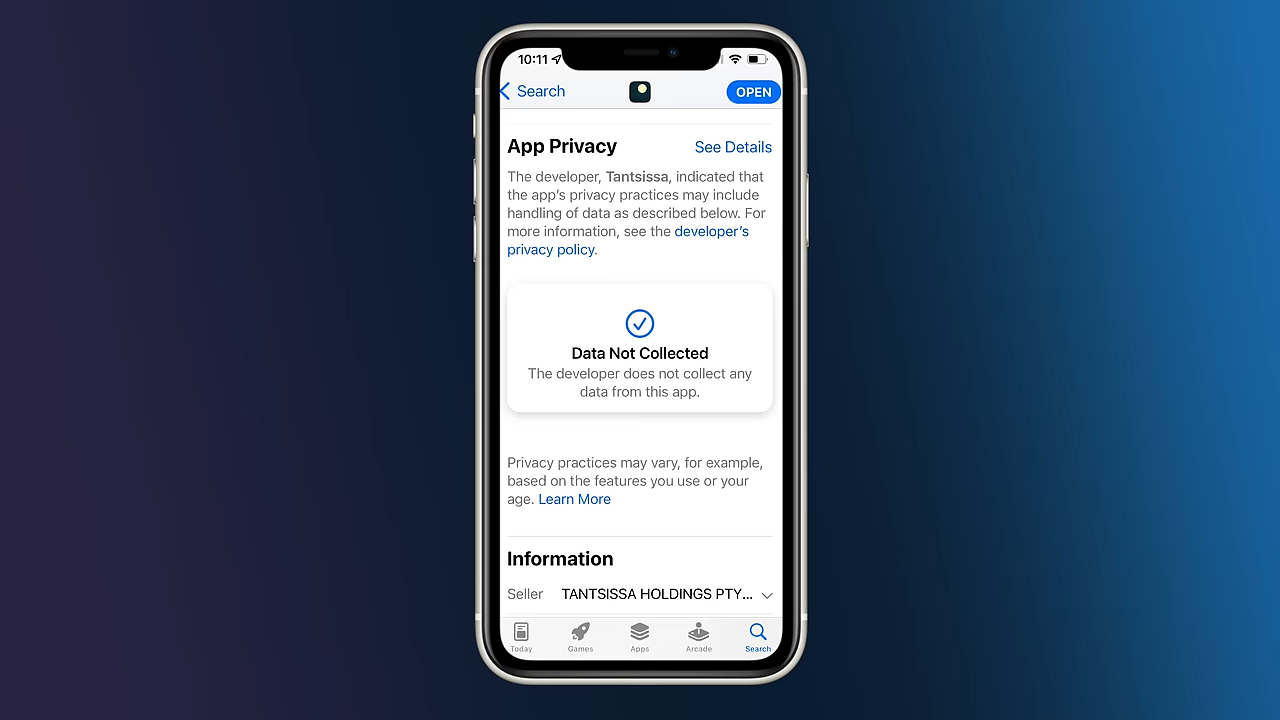 10:11
Search
OPEN
App Privacy
See Details
The developer, Tantsissa, indicated that
the app's privacy practices may include
handling of data as described below. For
more information, see the developer's
privacy policy.
Data Not Collected
The developer does not collect any
data from this app.
Privacy practices may vary, for example,
based on the features you use or your
age. Learn More
Information
Seller TANTSISSA HOLDINGS PTY...
Today
Games
Apps
Arcade
Search